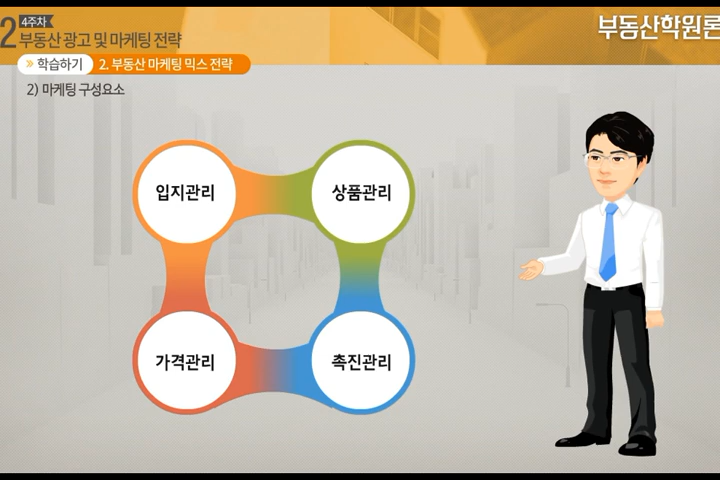 4주차
부동산학원론
2 부동산 광고 및 마케팅 전략
» 학습하기 2. 부동산 마케팅 믹스 전략
2) 마케팅 구성요소
입지관리 상품관리
가격관리 촉진관리